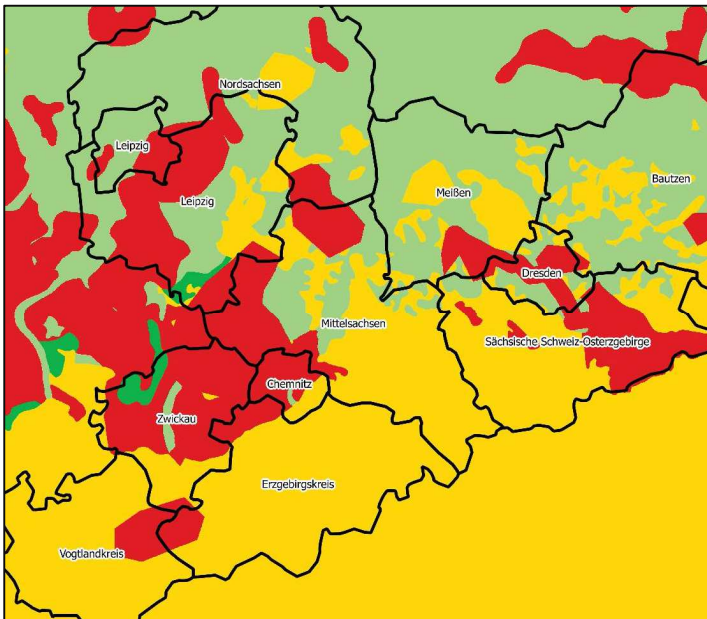 Nordsachsen
Leipzig
Leipzig
Meißen
Bautzen
Dresden
Mittelsachsen
Sächsische Schweiz-Osterzgebirge
Chemnitz
Zwickau
Erzgebirgskreis
Vogtlandkreis